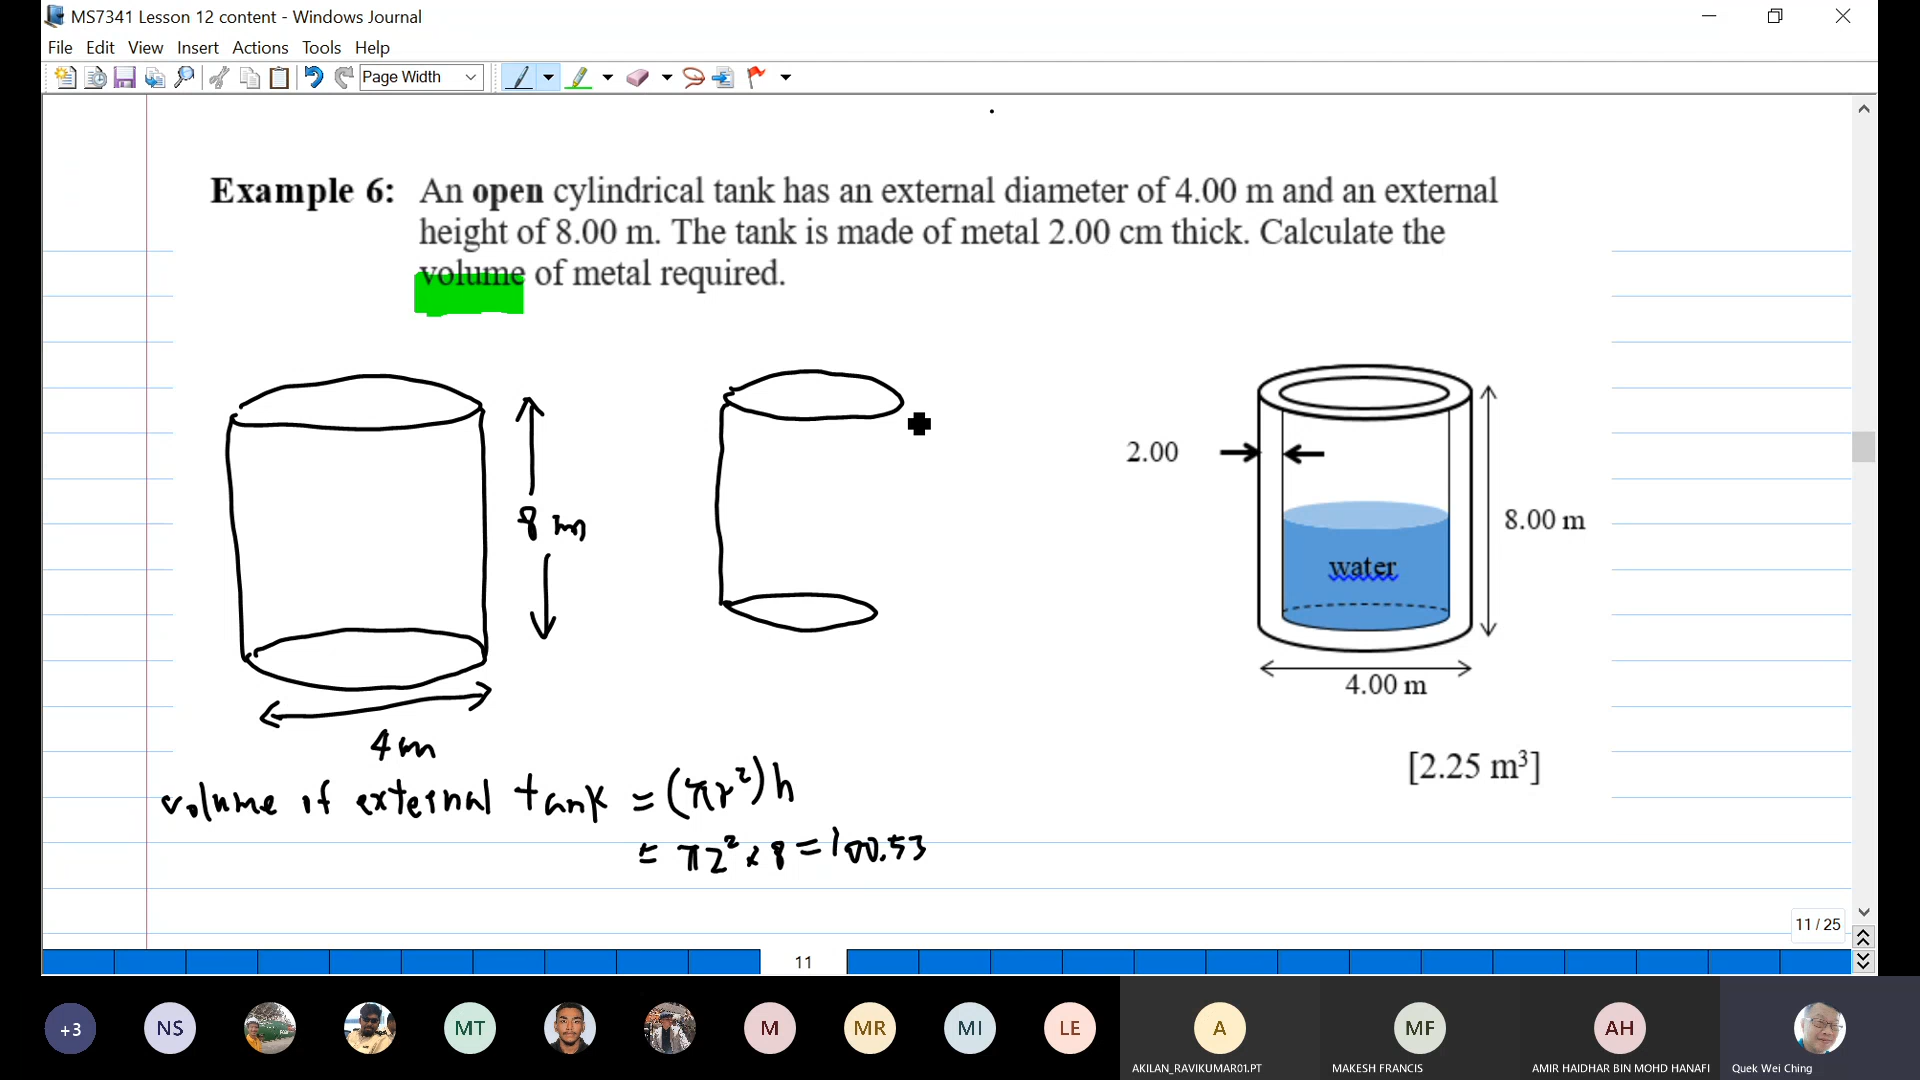 MS7341 Lesson 12 content - Windows Journal
File Edit View Insert Actions Tools Help
Page Width
Example 6: An open cylindrical tank has an external diameter of 4.00 m and an external
height of 8.00 m. The tank is made of metal 2.00 cm thick. Calculate the
volume of metal required.
8 m
4 m
2.00
water
8.00 m
4.00 m
[2.25 m³]
volume of external tank = (πr²)h
= π2² x 8 = 100.53
11 / 25
11
+3 NS MT M MR MI LE A MF AH
AKILAN_RAVIKUMAR01.PT MAKESH FRANCIS AMIR HAIDHAR BIN MOHD HANAFI Quek Wei Ching